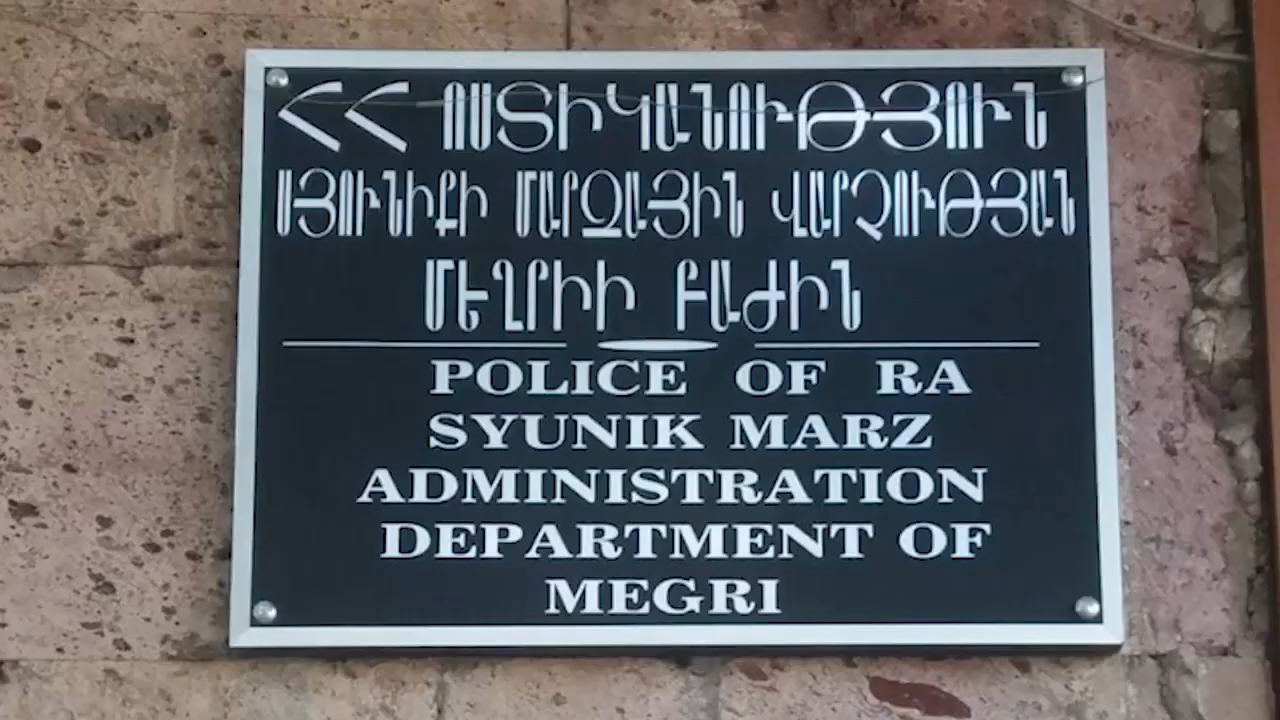 ՀՀ ՈՍՏԻԿԱՆՈՒԹՅՈՒՆ
ՍՅՈՒՆԻՔԻ ՄԱՐԶԱՅԻՆ ՎԱՐՉՈՒԹՅԱՆ
ՄԵՂՐԻԻ ԲԱԺԻՆ
POLICE OF RA
SYUNIK MARZ
ADMINISTRATION
DEPARTMENT OF
MEGRI